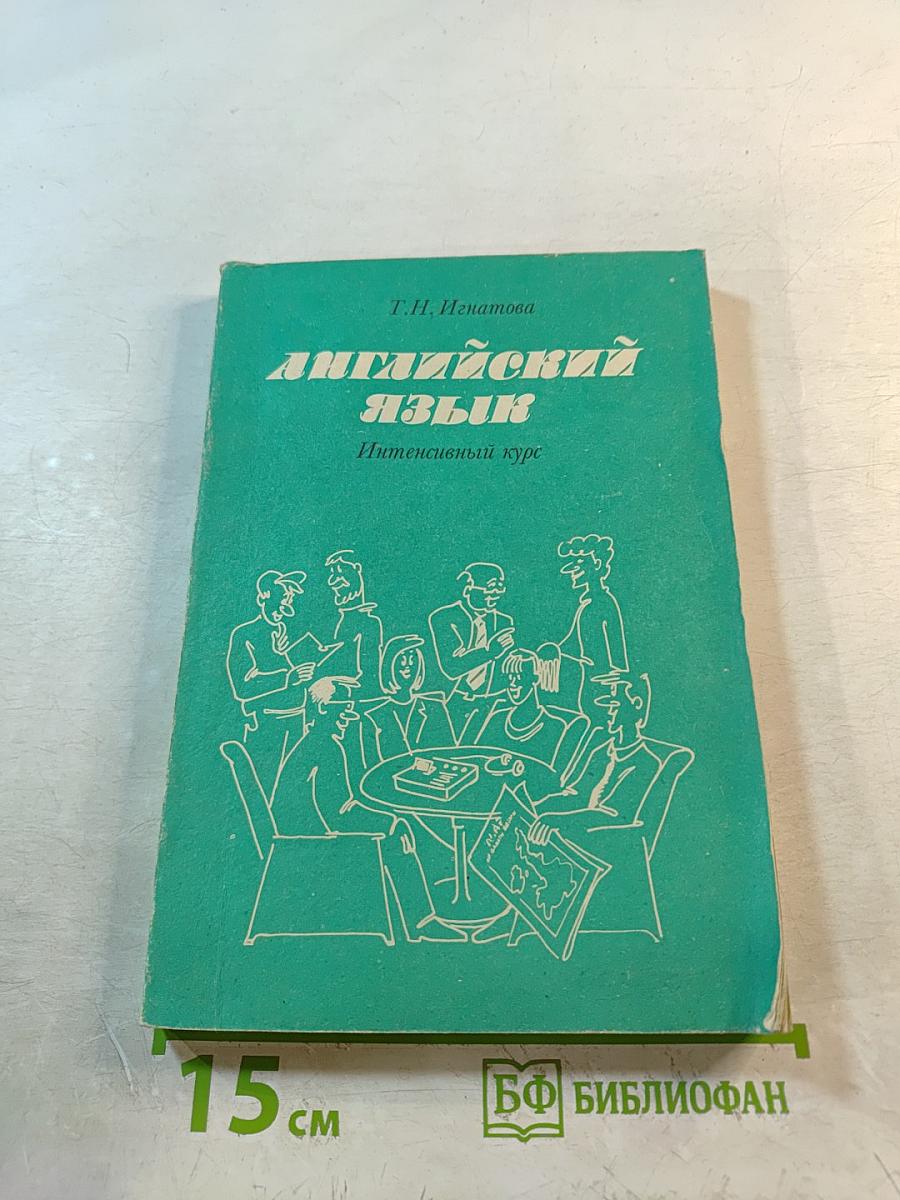 Т.Н. Игнатова
АНГЛИЙСКИЙ
ЯЗЫК
Интенсивный курс
15 см
БФ БИБЛИОФАН